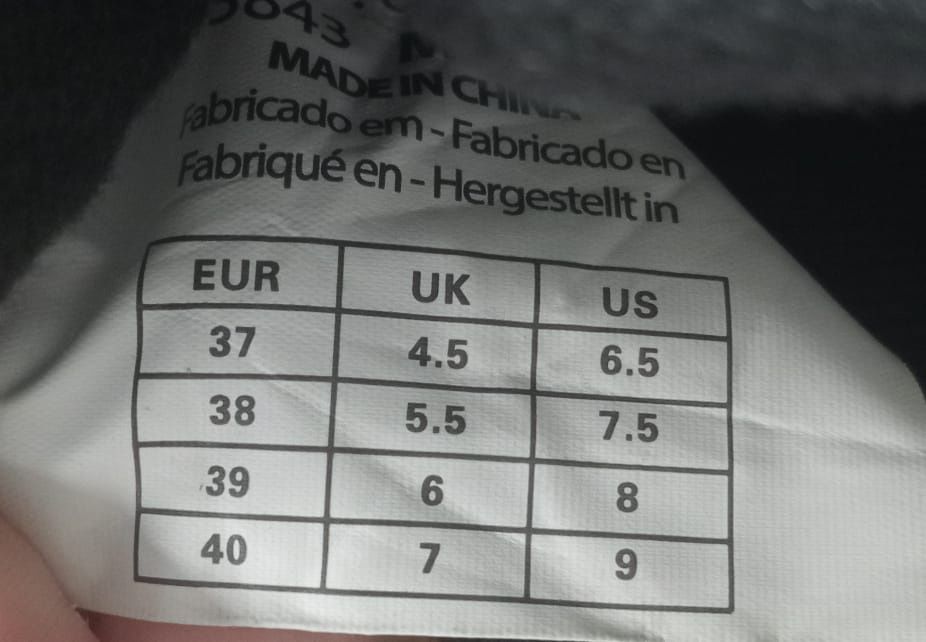 MADE IN CHINA
Fabricado em - Fabricado en
Fabriqué en - Hergestellt in
EUR UK US
37 4.5 6.5
38 5.5 7.5
39 6 8
40 7 9